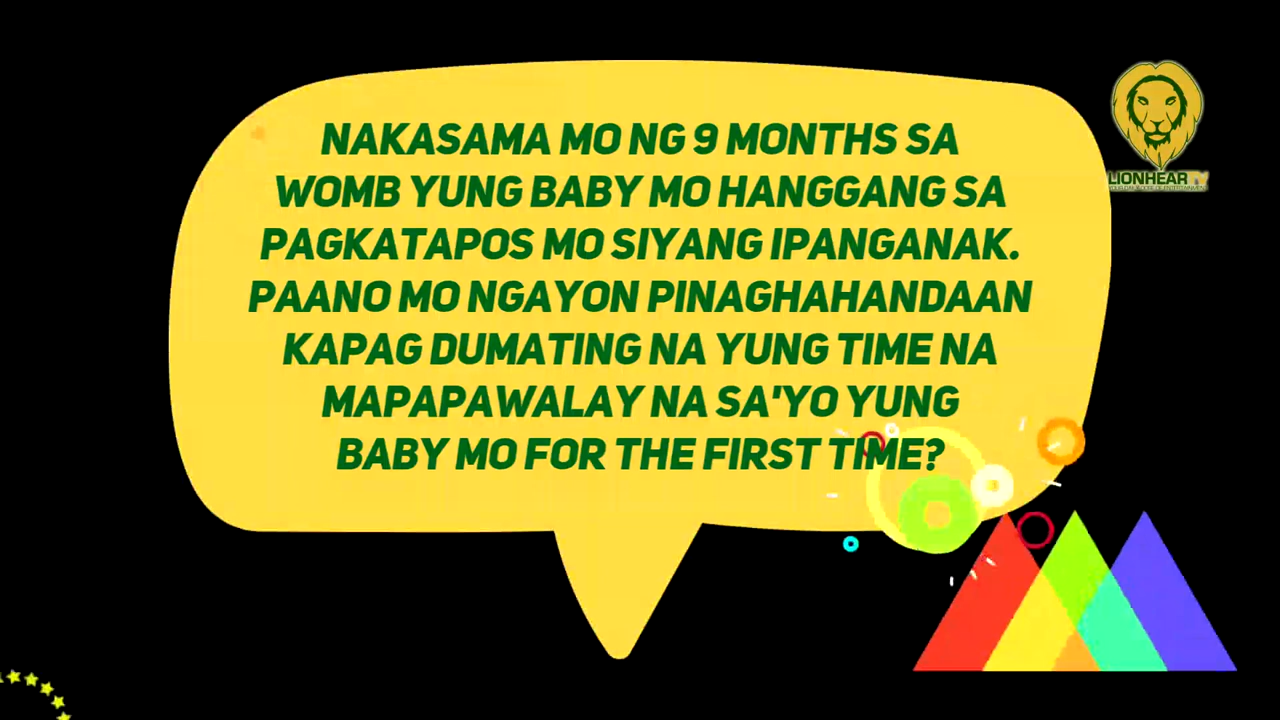 NAKASAMA MO NG 9 MONTHS SA
WOMB YUNG BABY MO HANGGANG SA
PAGKATAPOS MO SIYANG IPANGANAK.
PAANO MO NGAYON PINAGHAHANDAAN
KAPAG DUMATING NA YUNG TIME NA
MAPAPAWALAY NA SA'YO YUNG
BABY MO FOR THE FIRST TIME?
LIONHEARTV